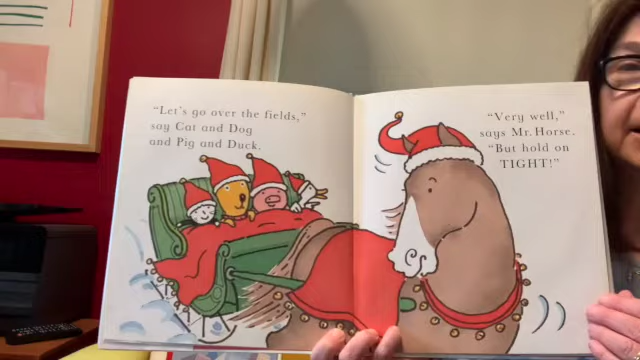 "Let's go over the fields,"
say Cat and Dog
and Pig and Duck.
"Very well,"
says Mr. Horse.
"But hold on
TIGHT!"